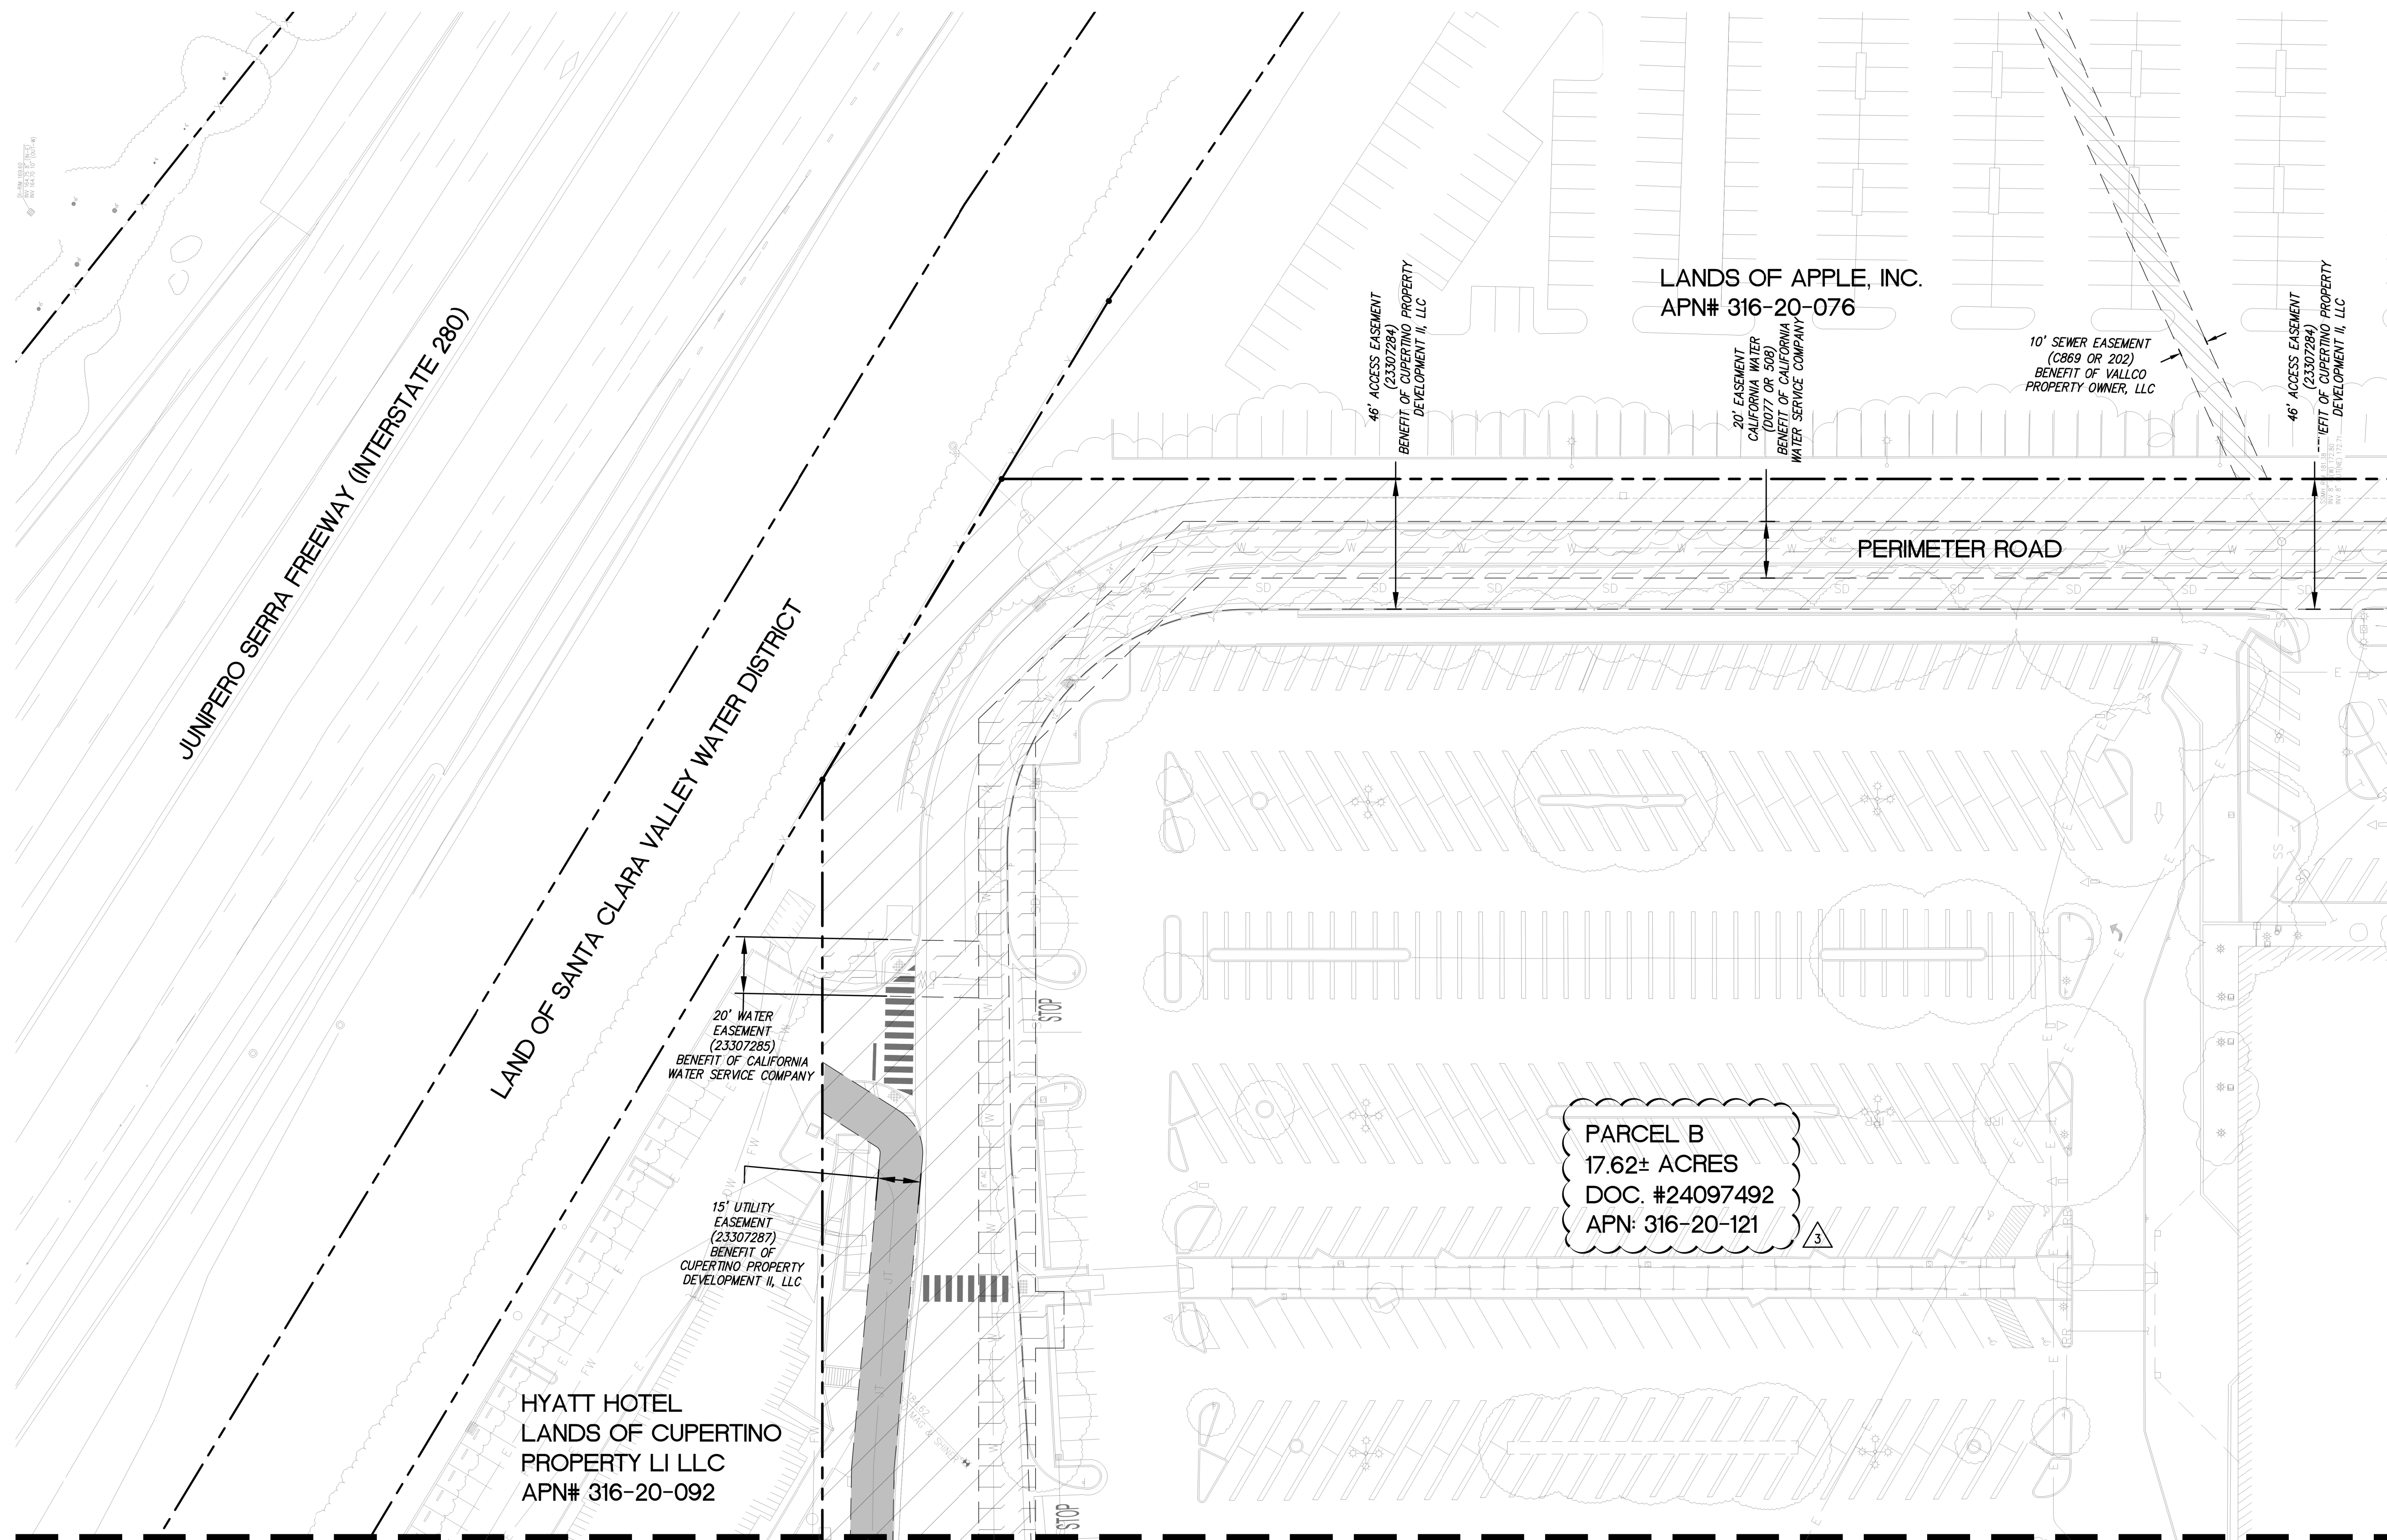 JUNIPERO SERRA FREEWAY (INTERSTATE 280)
LAND OF SANTA CLARA VALLEY WATER DISTRICT
LANDS OF APPLE, INC.
APN# 316-20-076
46' ACCESS EASEMENT
(23307284)
BENEFIT OF CUPERTINO PROPERTY
DEVELOPMENT II, LLC
20' EASEMENT
CALIFORNIA WATER
(D077 OR 508)
BENEFIT OF CALIFORNIA
WATER SERVICE COMPANY
10' SEWER EASEMENT
(C869 OR 202)
BENEFIT OF VALLCO
PROPERTY OWNER, LLC
46' ACCESS EASEMENT
(23307284)
EFIT OF CUPERTINO PROPERTY
DEVELOPMENT II, LLC
PERIMETER ROAD
20' WATER
EASEMENT
(23307285)
BENEFIT OF CALIFORNIA
WATER SERVICE COMPANY
STOP
15' UTILITY
EASEMENT
(23307287)
BENEFIT OF
CUPERTINO PROPERTY
DEVELOPMENT II, LLC
PARCEL B
17.62± ACRES
DOC. #24097492
APN: 316-20-121
3
HYATT HOTEL
LANDS OF CUPERTINO
PROPERTY LI LLC
APN# 316-20-092
STOP